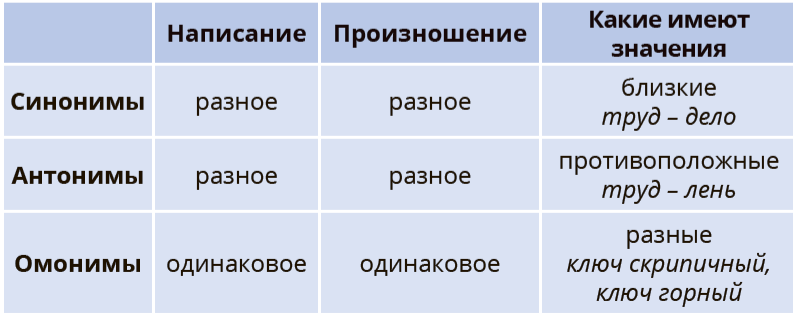 Написание Произношение Какие имеют
значения
Синонимы разное разное близкие
труд – дело
Антонимы разное разное противоположные
труд – лень
Омонимы одинаковое одинаковое разные
ключ скрипичный,
ключ горный